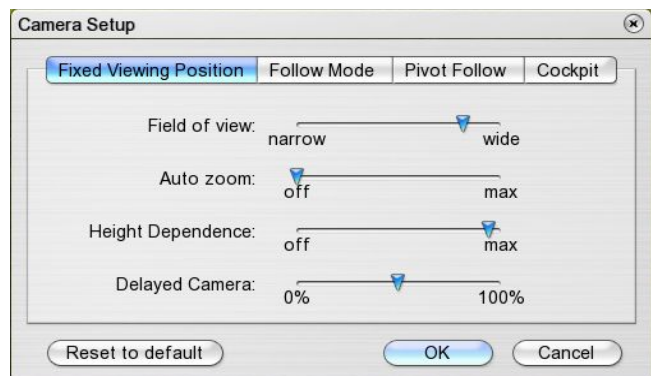 Camera Setup
Fixed Viewing Position Follow Mode Pivot Follow Cockpit
Field of view:
narrow wide
Auto zoom:
off max
Height Dependence:
off max
Delayed Camera:
0% 100%
Reset to default OK Cancel